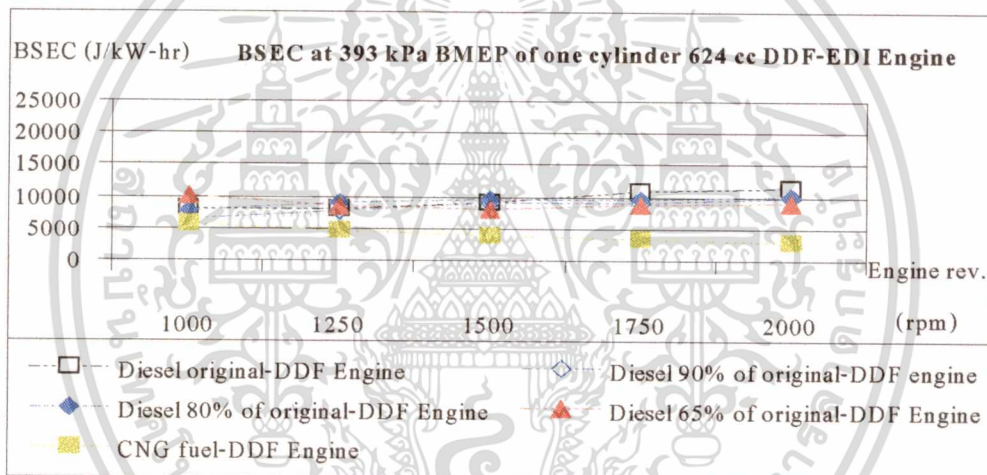 BSEC (J/kW-hr) BSEC at 393 kPa BMEP of one cylinder 624 cc DDF-EDI Engine
25000
20000
15000
10000
5000
0
Engine rev.
1000 1250 1500 1750 2000 (rpm)
Diesel original-DDF Engine Diesel 90% of original-DDF engine
Diesel 80% of original-DDF Engine Diesel 65% of original-DDF Engine
CNG fuel-DDF Engine